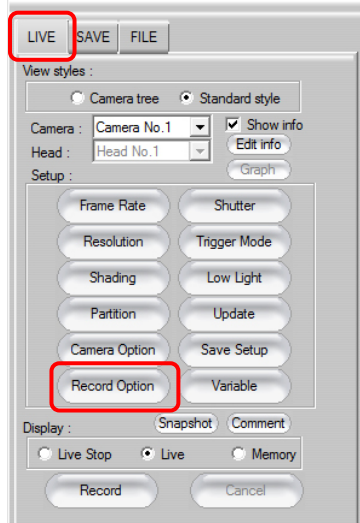 LIVE SAVE FILE
View styles :
Camera tree Standard style
Camera : Camera No.1 Show info
Head : Head No.1 Edit info
Setup : Graph
Frame Rate Shutter
Resolution Trigger Mode
Shading Low Light
Partition Update
Camera Option Save Setup
Record Option Variable
Display : Snapshot Comment
Live Stop Live Memory
Record Cancel